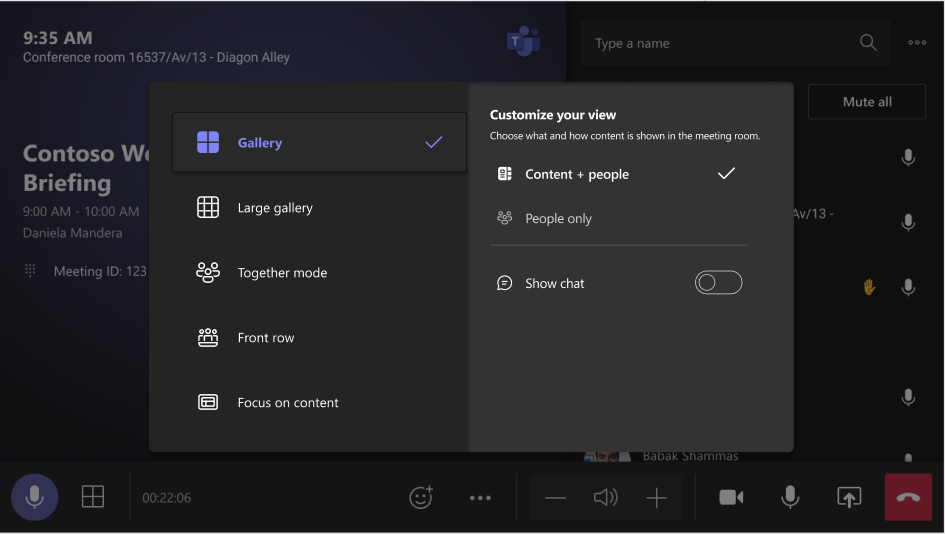 9:35 AM
Conference room 16537/Av/13 - Diagon Alley
T
Type a name
Mute all
Contoso We
Briefing
9:00 AM - 10:00 AM
Daniela Mandera
Meeting ID: 123
Gallery
Large gallery
Together mode
Front row
Focus on content
Customize your view
Choose what and how content is shown in the meeting room.
Content + people
People only
Show chat
Av/13 -
Babak Shammas
00:22:06